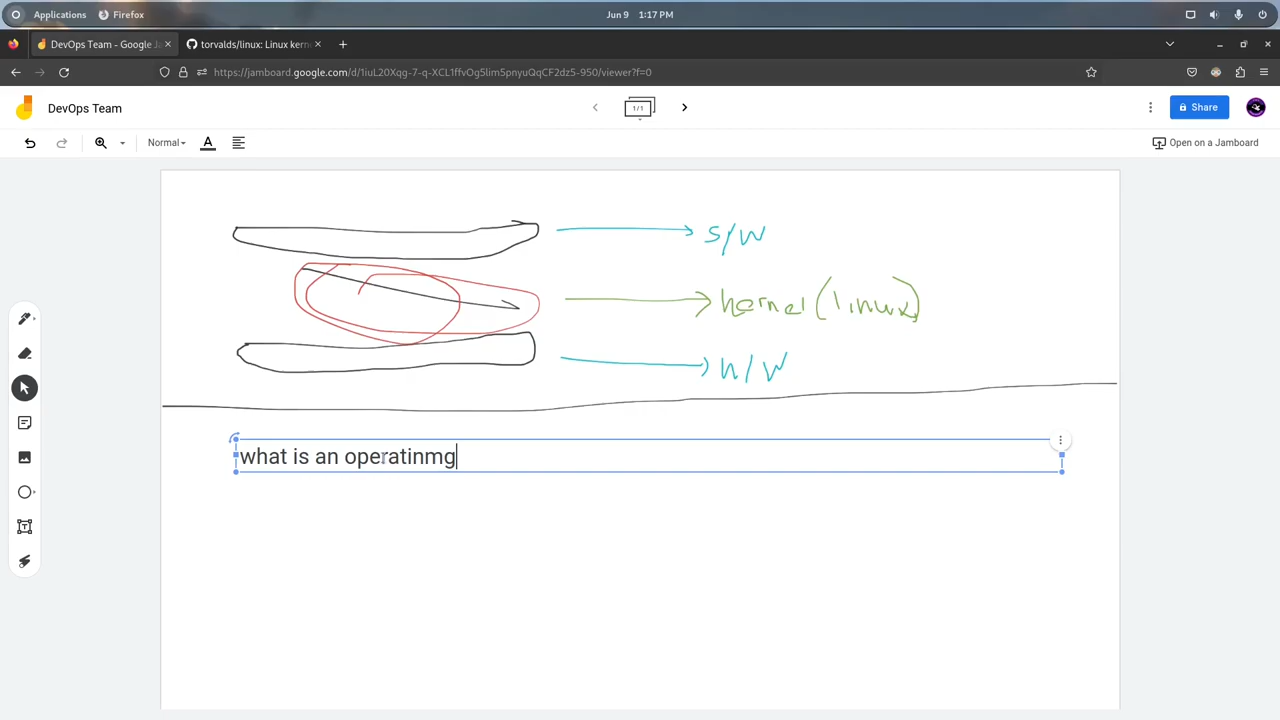 Applications Firefox Jun 9 1:17 PM
DevOps Team - Google Ja torvalds/linux: Linux kerne
https://jamboard.google.com/d/1iuL20Xqg-7-q-XCL1ffvOg5lim5pnyuQqCF2dz5-950/viewer?f=0
DevOps Team 1/1 Share
Normal A Open on a Jamboard
S/W
kernel (linux)
h/W
what is an operatinmg